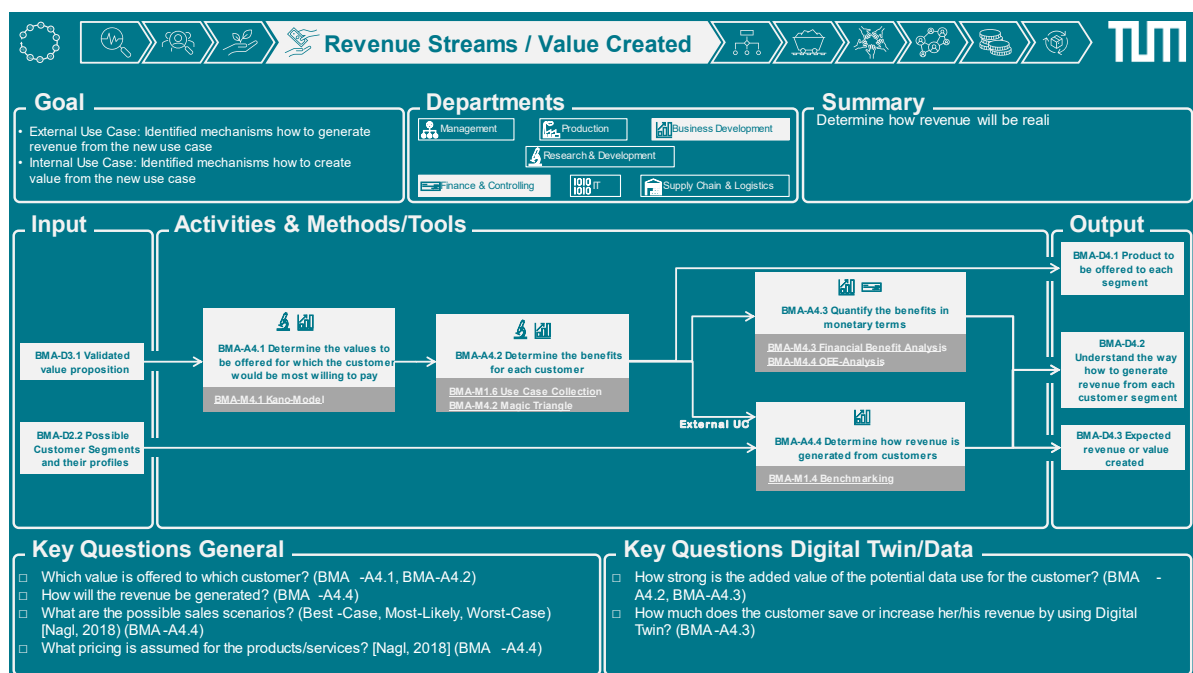 Revenue Streams / Value Created
TUM
Goal
• External Use Case: Identified mechanisms how to generate
revenue from the new use case
• Internal Use Case: Identified mechanisms how to create
value from the new use case
Departments
Management
Production
Business Development
Research & Development
Finance & Controlling
1010
1010
IT
Supply Chain & Logistics
Summary
Determine how revenue will be reali
Input
BMA-D3.1 Validated
value proposition
BMA-D2.2 Possible
Customer Segments
and their profiles
Activities & Methods/Tools
BMA-A4.1 Determine the values to
be offered for which the customer
would be most willing to pay
BMA-M4.1 Kano-Model
BMA-A4.2 Determine the benefits
for each customer
BMA-M1.6 Use Case Collection
BMA-M4.2 Magic Triangle
External UC
BMA-A4.3 Quantify the benefits in
monetary terms
BMA-M4.3 Financial Benefit Analysis
BMA-M4.4 OEE-Analysis
BMA-A4.4 Determine how revenue is
generated from customers
BMA-M1.4 Benchmarking
Output
BMA-D4.1 Product to
be offered to each
segment
BMA-D4.2
Understand the way
how to generate
revenue from each
customer segment
BMA-D4.3 Expected
revenue or value
created
Key Questions General
□ Which value is offered to which customer? (BMA -A4.1, BMA-A4.2)
□ How will the revenue be generated? (BMA -A4.4)
□ What are the possible sales scenarios? (Best -Case, Most-Likely, Worst-Case)
[Nagl, 2018) (BMA -A4.4)
□ What pricing is assumed for the products/services? [Nagl, 2018] (BMA -A4.4)
Key Questions Digital Twin/Data
□ How strong is the added value of the potential data use for the customer? (BMA -
A4.2, BMA-A4.3)
□ How much does the customer save or increase her/his revenue by using Digital
Twin? (BMA -A4.3)